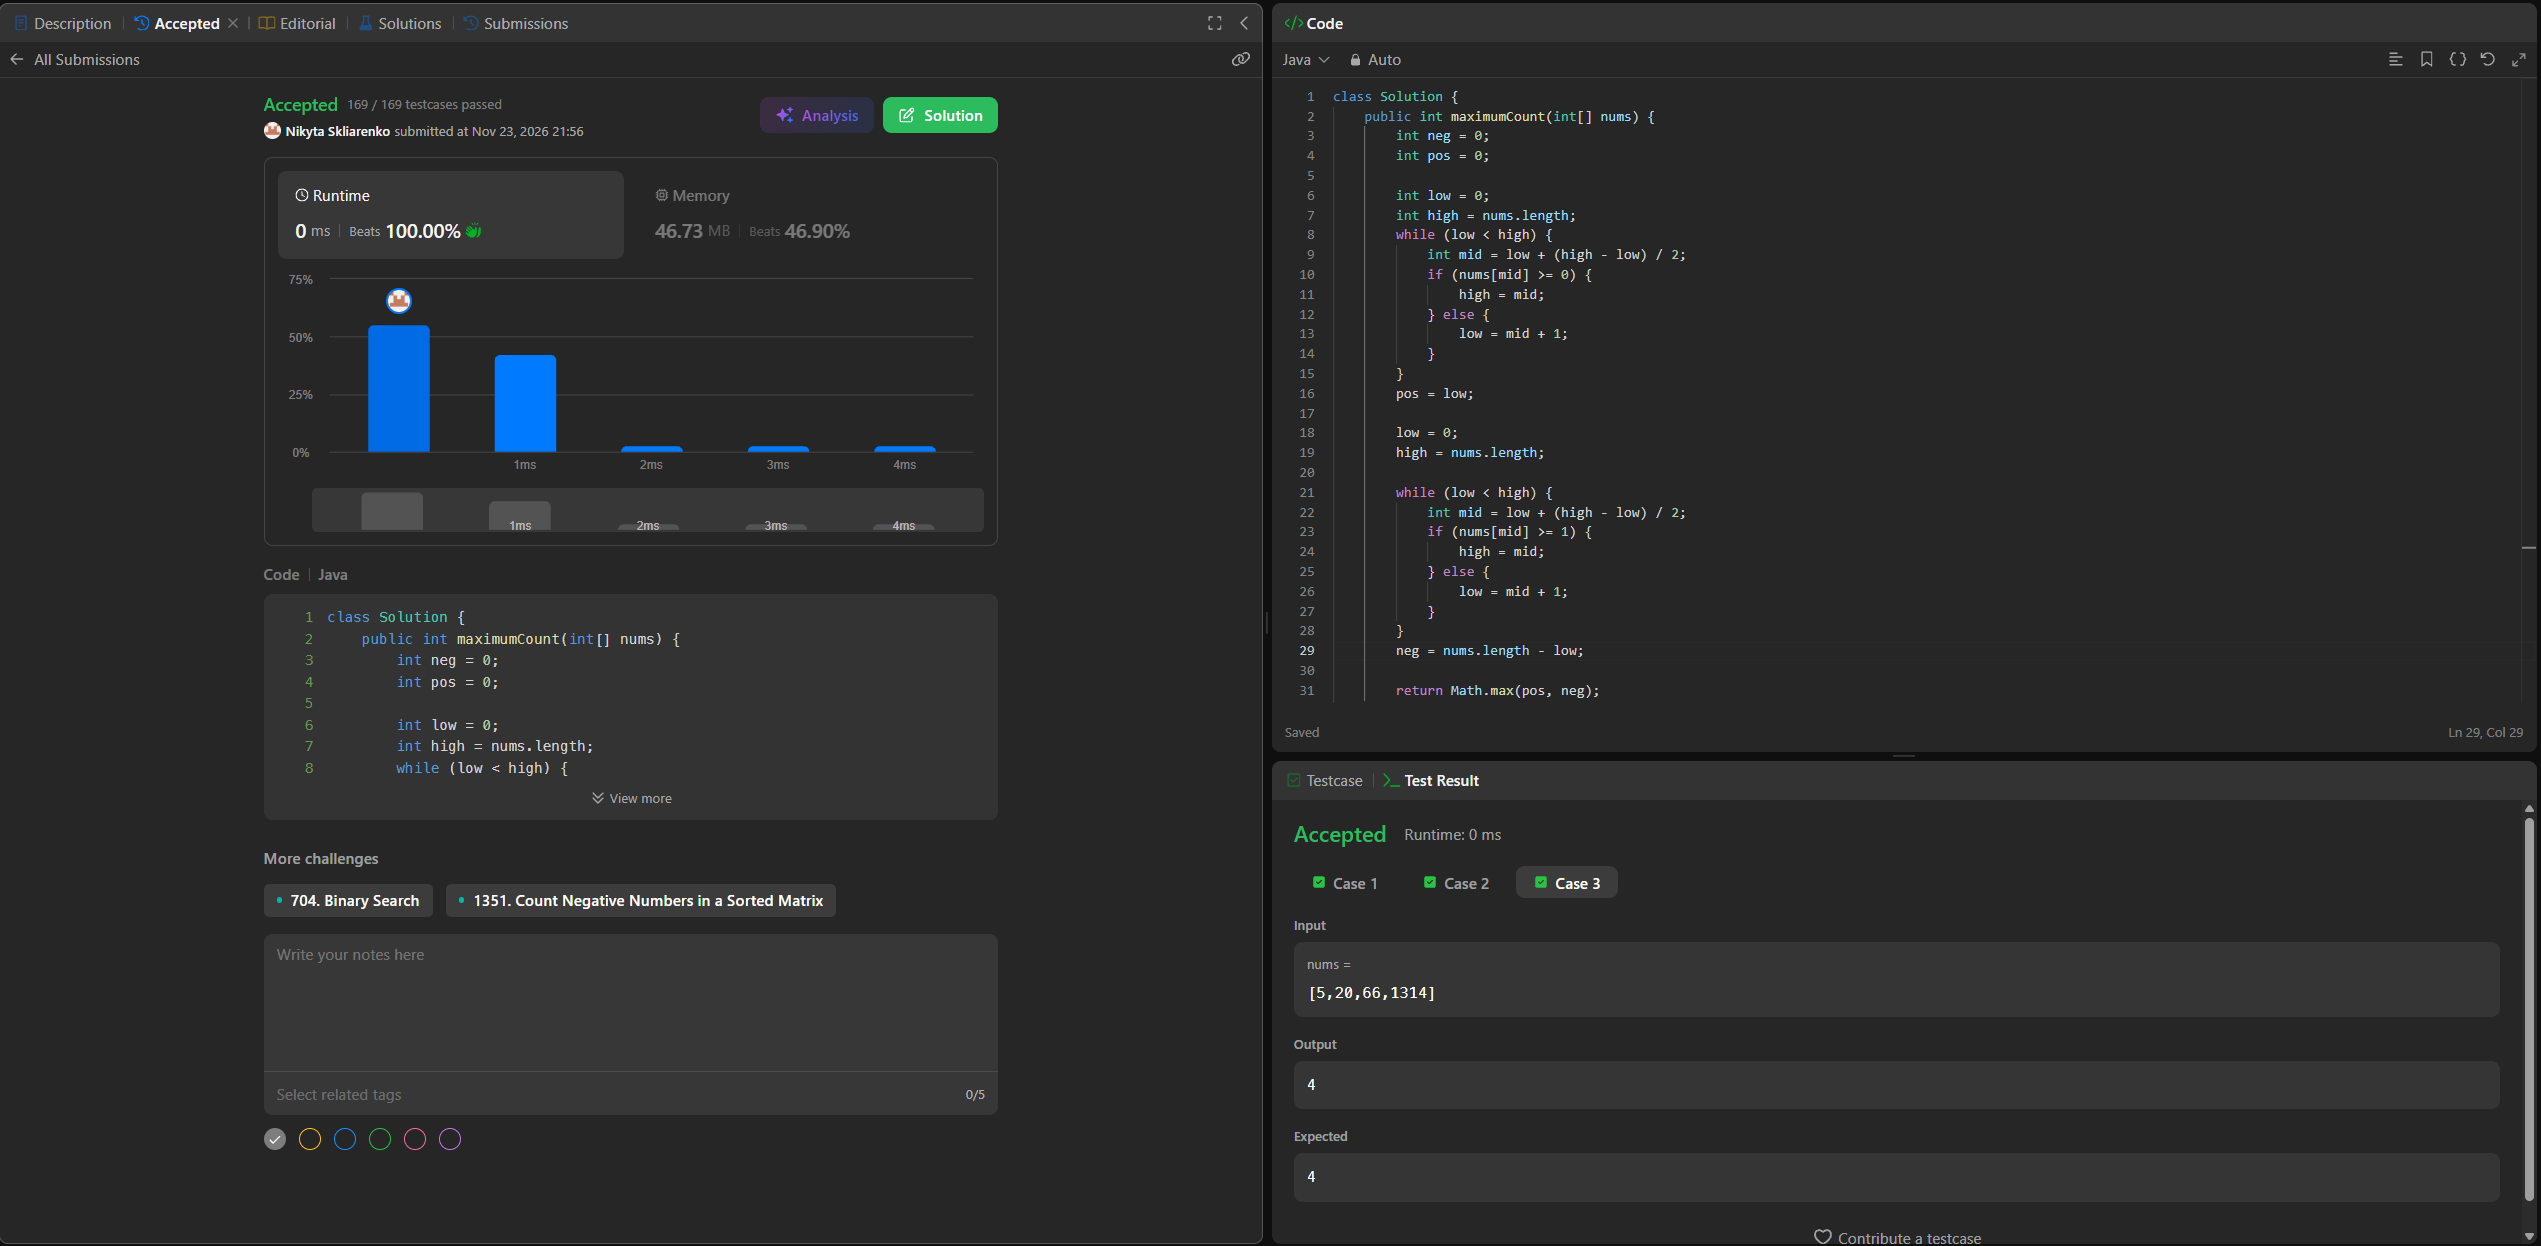 Description
Accepted
Editorial
Solutions
Submissions
All Submissions
Accepted 169 / 169 testcases passed
Nikyta Skliarenko submitted at Nov 23, 2026 21:56
Analysis
Solution
Runtime
0 ms Beats 100.00%
Memory
46.73 MB Beats 46.90%
75%
50%
25%
0%
1ms 2ms 3ms 4ms
1ms 2ms 3ms 4ms
Code Java
1 class Solution {
2     public int maximumCount(int[] nums) {
3         int neg = 0;
4         int pos = 0;
5
6         int low = 0;
7         int high = nums.length;
8         while (low < high) {
View more
More challenges
704. Binary Search
1351. Count Negative Numbers in a Sorted Matrix
Write your notes here
Select related tags
0/5
</> Code
Java Auto
1 class Solution {
2     public int maximumCount(int[] nums) {
3         int neg = 0;
4         int pos = 0;
5
6         int low = 0;
7         int high = nums.length;
8         while (low < high) {
9             int mid = low + (high - low) / 2;
10             if (nums[mid] >= 0) {
11                 high = mid;
12             } else {
13                 low = mid + 1;
14             }
15         }
16         pos = low;
17
18         low = 0;
19         high = nums.length;
20
21         while (low < high) {
22             int mid = low + (high - low) / 2;
23             if (nums[mid] >= 1) {
24                 high = mid;
25             } else {
26                 low = mid + 1;
27             }
28         }
29         neg = nums.length - low;
30
31         return Math.max(pos, neg);
Saved
Ln 29, Col 29
Testcase
Test Result
Accepted Runtime: 0 ms
Case 1
Case 2
Case 3
Input
nums =
[5,20,66,1314]
Output
4
Expected
4
Contribute a testcase